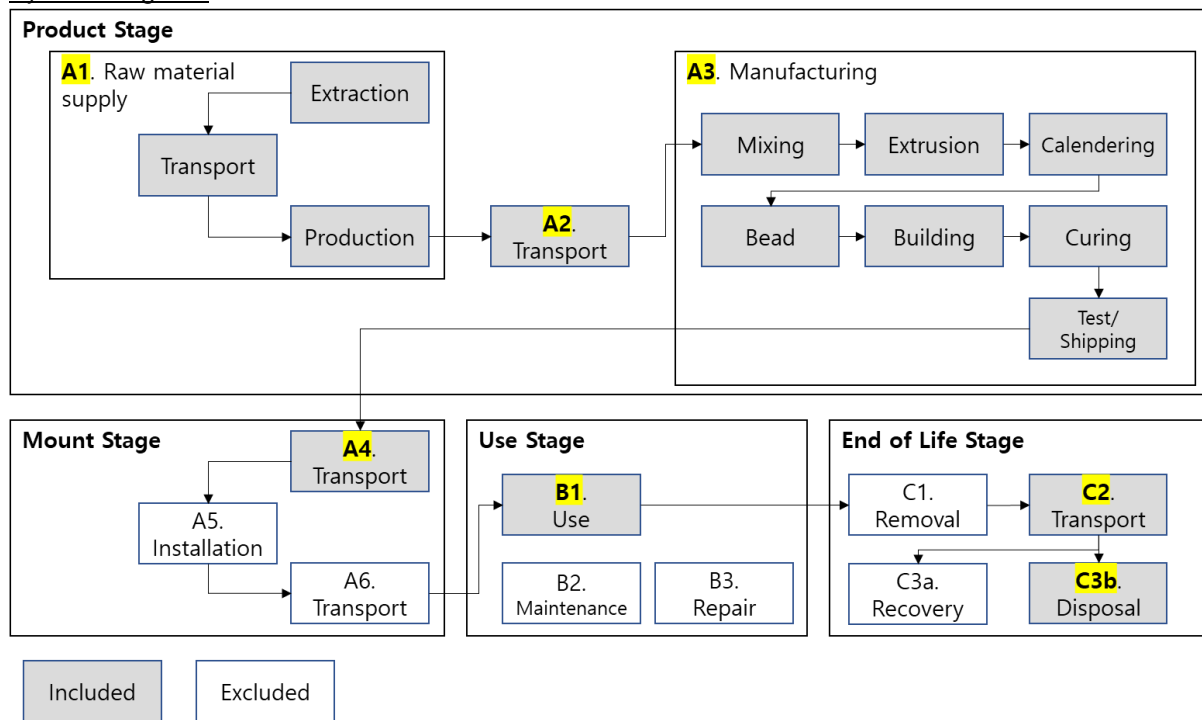 Product Stage
A1. Raw material
supply
Extraction
Transport
Production
A2.
Transport
A3. Manufacturing
Mixing
Extrusion
Calendering
Bead
Building
Curing
Test/
Shipping
Mount Stage
A4.
Transport
A5.
Installation
A6.
Transport
Use Stage
B1.
Use
B2.
Maintenance
B3.
Repair
End of Life Stage
C1.
Removal
C2.
Transport
C3a.
Recovery
C3b.
Disposal
Included
Excluded